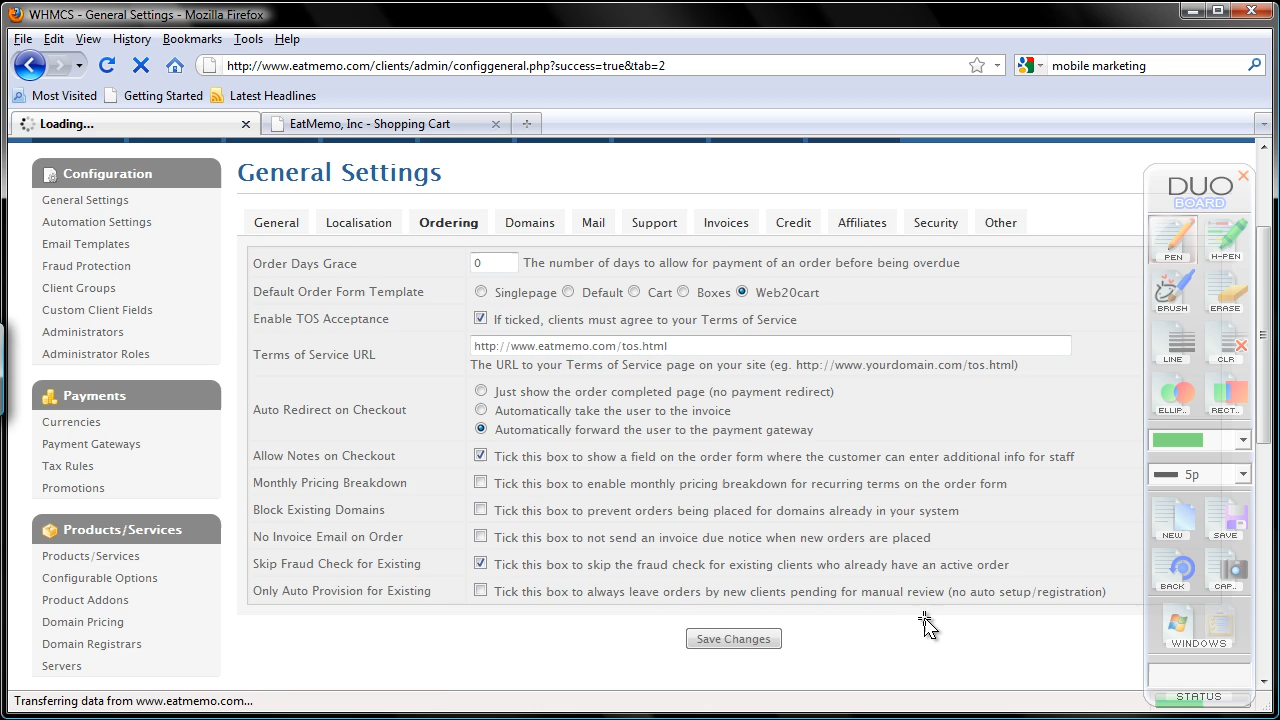 WHMCS - General Settings - Mozilla Firefox
File Edit View History Bookmarks Tools Help
http://www.eatmemo.com/clients/admin/configgeneral.php?success=true&tab=2
mobile marketing
Most Visited Getting Started Latest Headlines
Loading... EatMemo, Inc - Shopping Cart
Configuration
General Settings
Automation Settings
Email Templates
Fraud Protection
Client Groups
Custom Client Fields
Administrators
Administrator Roles
Payments
Currencies
Payment Gateways
Tax Rules
Promotions
Products/Services
Products/Services
Configurable Options
Product Addons
Domain Pricing
Domain Registrars
Servers
General Settings
General Localisation Ordering Domains Mail Support Invoices Credit Affiliates Security Other
Order Days Grace 0 The number of days to allow for payment of an order before being overdue
Default Order Form Template Singlepage Default Cart Boxes Web20cart
Enable TOS Acceptance If ticked, clients must agree to your Terms of Service
Terms of Service URL http://www.eatmemo.com/tos.html
The URL to your Terms of Service page on your site (eg. http://www.yourdomain.com/tos.html)
Auto Redirect on Checkout
Just show the order completed page (no payment redirect)
Automatically take the user to the invoice
Automatically forward the user to the payment gateway
Allow Notes on Checkout Tick this box to show a field on the order form where the customer can enter additional info for staff
Monthly Pricing Breakdown Tick this box to enable monthly pricing breakdown for recurring terms on the order form
Block Existing Domains Tick this box to prevent orders being placed for domains already in your system
No Invoice Email on Order Tick this box to not send an invoice due notice when new orders are placed
Skip Fraud Check for Existing Tick this box to skip the fraud check for existing clients who already have an active order
Only Auto Provision for Existing Tick this box to always leave orders by new clients pending for manual review (no auto setup/registration)
Save Changes
DUO
BOARD
PEN H-PEN
BRUSH ERASE
LINE CLR
ELLIP.. RECT..
5p
NEW SAVE
BACK CAP..
WINDOWS
STATUS
Transferring data from www.eatmemo.com...